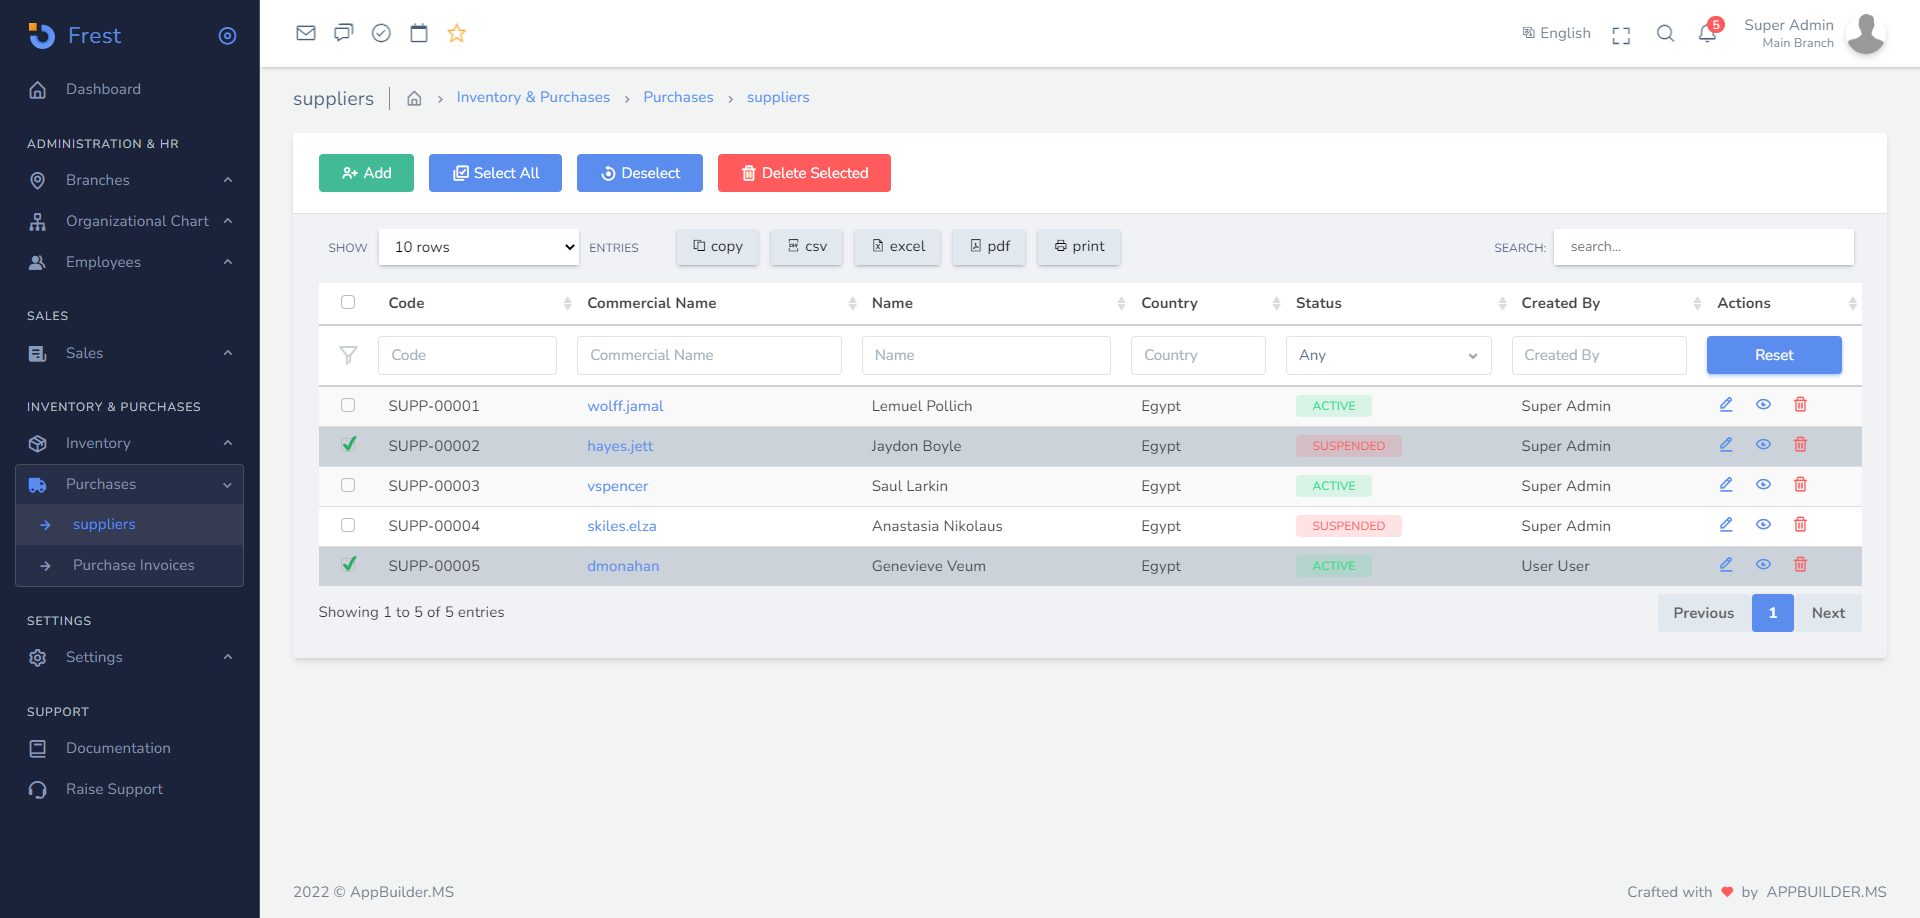 Frest
Dashboard
ADMINISTRATION & HR
Branches
Organizational Chart
Employees
SALES
Sales
INVENTORY & PURCHASES
Inventory
Purchases
suppliers
Purchase Invoices
SETTINGS
Settings
SUPPORT
Documentation
Raise Support
English
5
Super Admin
Main Branch
suppliers
Inventory & Purchases
Purchases
suppliers
Add
Select All
Deselect
Delete Selected
SHOW 10 rows ENTRIES
copy
csv
excel
pdf
print
SEARCH: search...
Code Commercial Name Name Country Status Created By Actions
Code Commercial Name Name Country Any Created By Reset
SUPP-00001 wolff.jamal Lemuel Pollich Egypt ACTIVE Super Admin
SUPP-00002 hayes.jett Jaydon Boyle Egypt SUSPENDED Super Admin
SUPP-00003 vspencer Saul Larkin Egypt ACTIVE Super Admin
SUPP-00004 skiles.elza Anastasia Nikolaus Egypt SUSPENDED Super Admin
SUPP-00005 dmonahan Genevieve Veum Egypt ACTIVE User User
Showing 1 to 5 of 5 entries
Previous 1 Next
2022 © AppBuilder.MS
Crafted with by APPBUILDER.MS